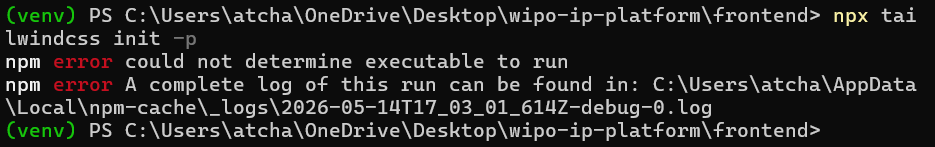 (venv) PS C:\Users\atcha\OneDrive\Desktop\wipo-ip-platform\frontend> npx tai
lwindcss init -p
npm error could not determine executable to run
npm error A complete log of this run can be found in: C:\Users\atcha\AppData
\Local\npm-cache\_logs\2026-05-14T17_03_01_614Z-debug-0.log
(venv) PS C:\Users\atcha\OneDrive\Desktop\wipo-ip-platform\frontend>